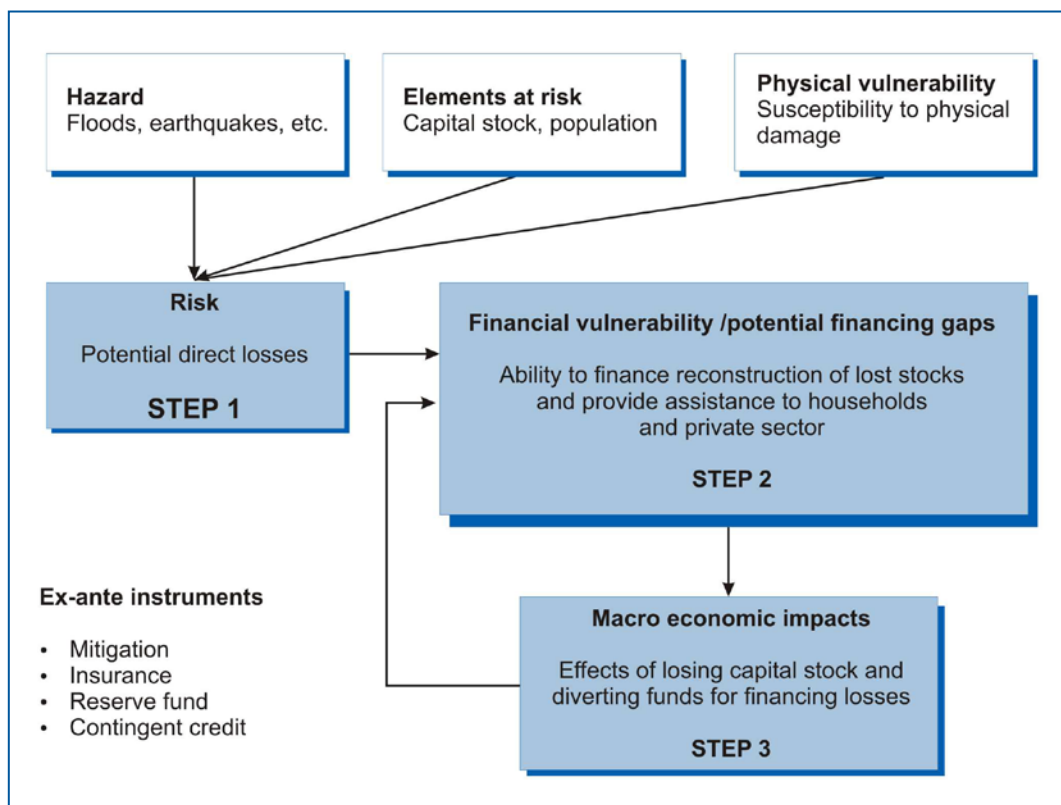 Hazard
Floods, earthquakes, etc.
Elements at risk
Capital stock, population
Physical vulnerability
Susceptibility to physical
damage
Risk
Potential direct losses
STEP 1
Financial vulnerability /potential financing gaps
Ability to finance reconstruction of lost stocks
and provide assistance to households
and private sector
STEP 2
Ex-ante instruments
• Mitigation
• Insurance
• Reserve fund
• Contingent credit
Macro economic impacts
Effects of losing capital stock and
diverting funds for financing losses
STEP 3